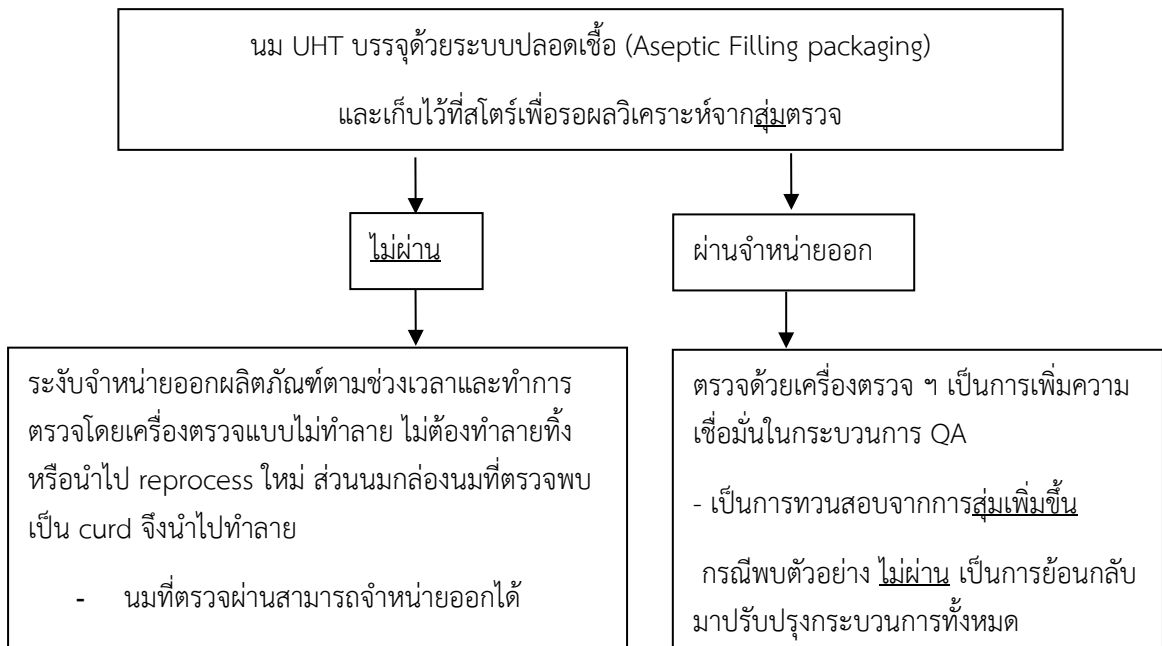 นม UHT บรรจุด้วยระบบปลอดเชื้อ (Aseptic Filling packaging)
และเก็บไว้ที่สโตร์เพื่อรอผลวิเคราะห์จากสุ่มตรวจ
ไม่ผ่าน
ผ่านจำหน่ายออก
ระงับจำหน่ายออกผลิตภัณฑ์ตามช่วงเวลาและทำการ
ตรวจโดยเครื่องตรวจแบบไม่ทำลาย ไม่ต้องทำลายทิ้ง
หรือนำไป reprocess ใหม่ ส่วนนมกล่องนมที่ตรวจพบ
เป็น curd จึงนำไปทำลาย
- นมที่ตรวจผ่านสามารถจำหน่ายออกได้
ตรวจด้วยเครื่องตรวจ ฯ เป็นการเพิ่มความ
เชื่อมั่นในกระบวนการ QA
- เป็นการทวนสอบจากการสุ่มเพิ่มขึ้น
กรณีพบตัวอย่าง ไม่ผ่าน เป็นการย้อนกลับ
มาปรับปรุงกระบวนการทั้งหมด